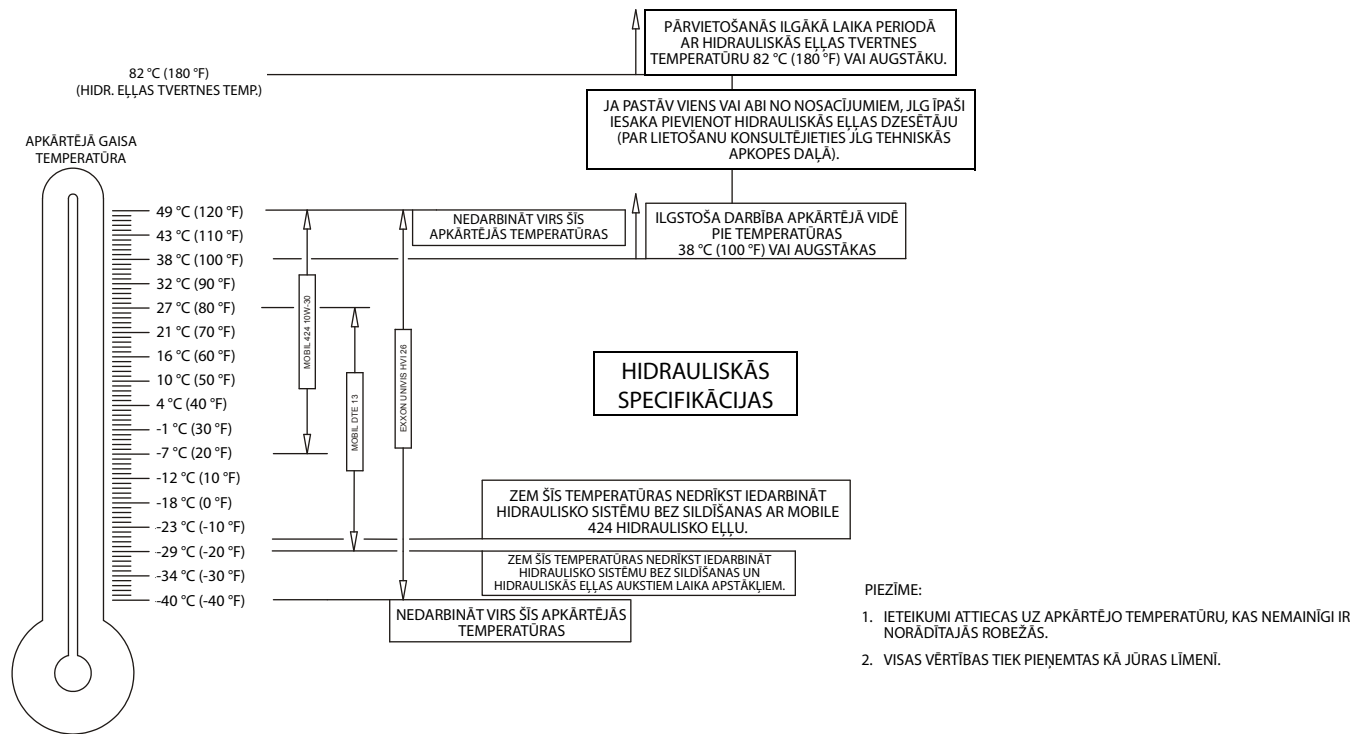 PĀRVIETOŠANĀS ILGĀKĀ LAIKA PERIODĀ
AR HIDRAULISKĀS EĻĻAS TVERTNES
TEMPERATŪRU 82 °C (180 °F) VAI AUGSTĀKU.
82 °C (180 °F)
(HIDR. EĻĻAS TVERTNES TEMP.)
JA PASTĀV VIENS VAI ABI NO NOSACĪJUMIEM, JLG ĪPAŠI
IESAKA PIEVIENOT HIDRAULISKĀS EĻĻAS DZESĒTĀJU
(PAR LIETOŠANU KONSULTĒJIETIES JLG TEHNISKĀS
APKOPES DAĻĀ).
APKĀRTĒJĀ GAISA
TEMPERATŪRA
49 °C (120 °F)
43 °C (110 °F)
38 °C (100 °F)
32 °C (90 °F)
27 °C (80 °F)
21 °C (70 °F)
16 °C (60 °F)
10 °C (50 °F)
4 °C (40 °F)
-1 °C (30 °F)
-7 °C (20 °F)
-12 °C (10 °F)
-18 °C (0 °F)
-23 °C (-10 °F)
-29 °C (-20 °F)
-34 °C (-30 °F)
-40 °C (-40 °F)
NEDARBINĀT VIRS ŠĪS
APKĀRTĒJĀS TEMPERATŪRAS
ILGSTOŠA DARBĪBA APKĀRTĒJĀ VIDĒ
PIE TEMPERATŪRAS
38 °C (100 °F) VAI AUGSTĀKAS
MOBIL 424 10W-30
MOBIL DTE 13
EXXON UNIVIS HVI 26
HIDRAULISKĀS
SPECIFIKĀCIJAS
ZEM ŠĪS TEMPERATŪRAS NEDRĪKST IEDARBINĀT
HIDRAULISKO SISTĒMU BEZ SILDĪŠANAS AR MOBILE
424 HIDRAULISKO EĻĻU.
ZEM ŠĪS TEMPERATŪRAS NEDRĪKST IEDARBINĀT
HIDRAULISKO SISTĒMU BEZ SILDĪŠANAS UN
HIDRAULISKĀS EĻĻAS AUKSTIEM LAIKA APSTĀKĻIEM.
NEDARBINĀT VIRS ŠĪS APKĀRTĒJĀS
TEMPERATŪRAS
PIEZĪME:
1. IETEIKUMI ATTIECAS UZ APKĀRTĒJO TEMPERATŪRU, KAS NEMAINĪGI IR
NORĀDĪTAJĀS ROBEŽĀS.
2. VISAS VĒRTĪBAS TIEK PIEŅEMTAS KĀ JŪRAS LĪMENĪ.